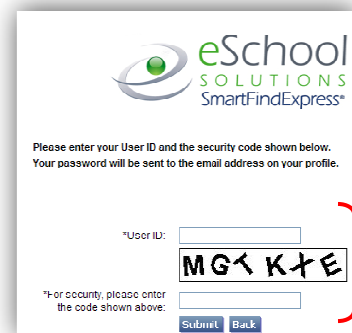 eSchool
SOLUTIONS
SmartFindExpress®
Please enter your User ID and the security code shown below.
Your password will be sent to the email address on your profile.
*User ID:
*For security, please enter
the code shown above:
Submit Back